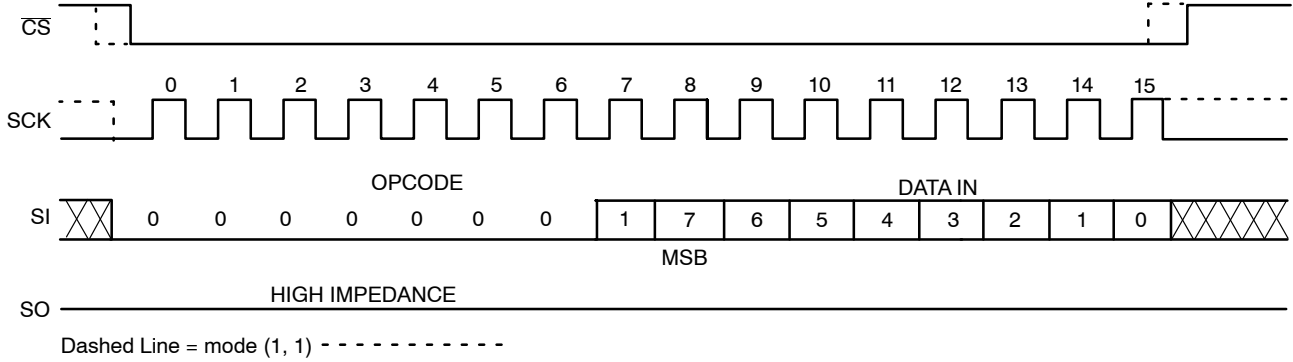 CS
0 1 2 3 4 5 6 7 8 9 10 11 12 13 14 15
SCK
OPCODE DATA IN
SI 0 0 0 0 0 0 0 1 7 6 5 4 3 2 1 0
MSB
HIGH IMPEDANCE
SO
Dashed Line = mode (1, 1)